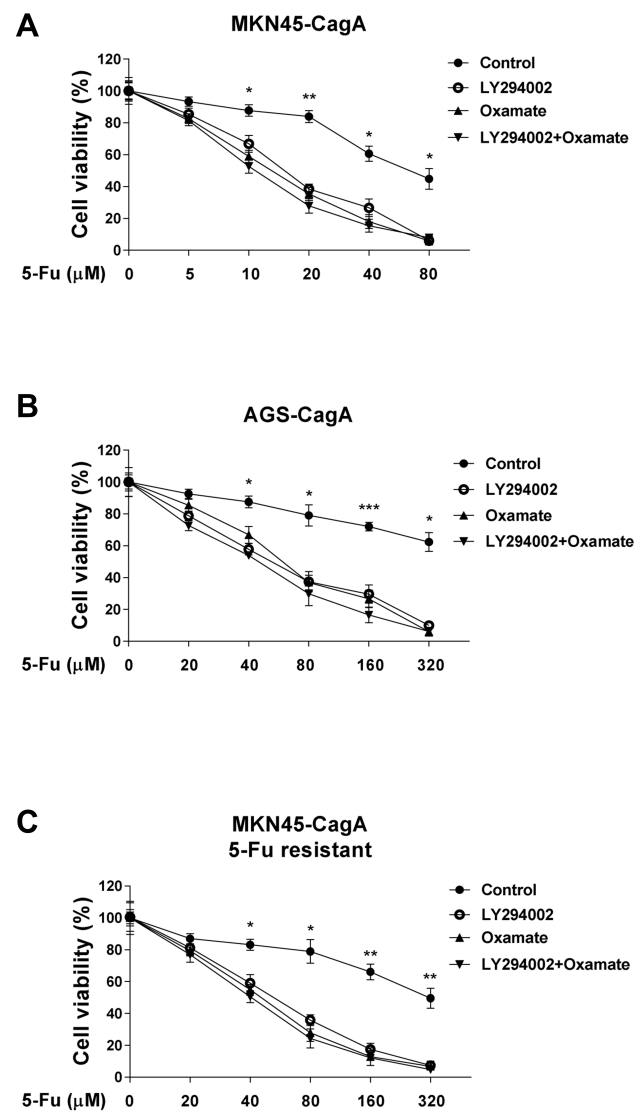 A
MKN45-CagA
Cell viability (%)
120
100
80
60
40
20
0
* ** * *
Control
LY294002
Oxamate
LY294002+Oxamate
5-Fu (μM) 0 5 10 20 40 80
B
AGS-CagA
Cell viability (%)
120
100
80
60
40
20
0
* * *** *
Control
LY294002
Oxamate
LY294002+Oxamate
5-Fu (μM) 0 20 40 80 160 320
C
MKN45-CagA
5-Fu resistant
Cell viability (%)
120
100
80
60
40
20
0
* * ** **
Control
LY294002
Oxamate
LY294002+Oxamate
5-Fu (μM) 0 20 40 80 160 320